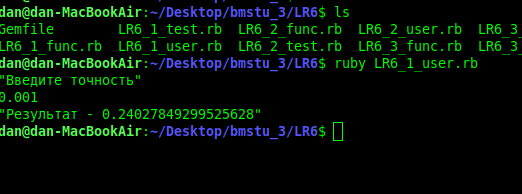 dan@dan-MacBookAir:~/Desktop/bmstu_3/LR6$ ls
Gemfile LR6_1_test.rb LR6_2_func.rb LR6_2_user.rb LR6_3_
LR6_1_func.rb LR6_1_user.rb LR6_2_test.rb LR6_3_func.rb LR6_3_
dan@dan-MacBookAir:~/Desktop/bmstu_3/LR6$ ruby LR6_1_user.rb
"Введите точность"
0.001
"Результат - 0.24027849299525628"
dan@dan-MacBookAir:~/Desktop/bmstu_3/LR6$